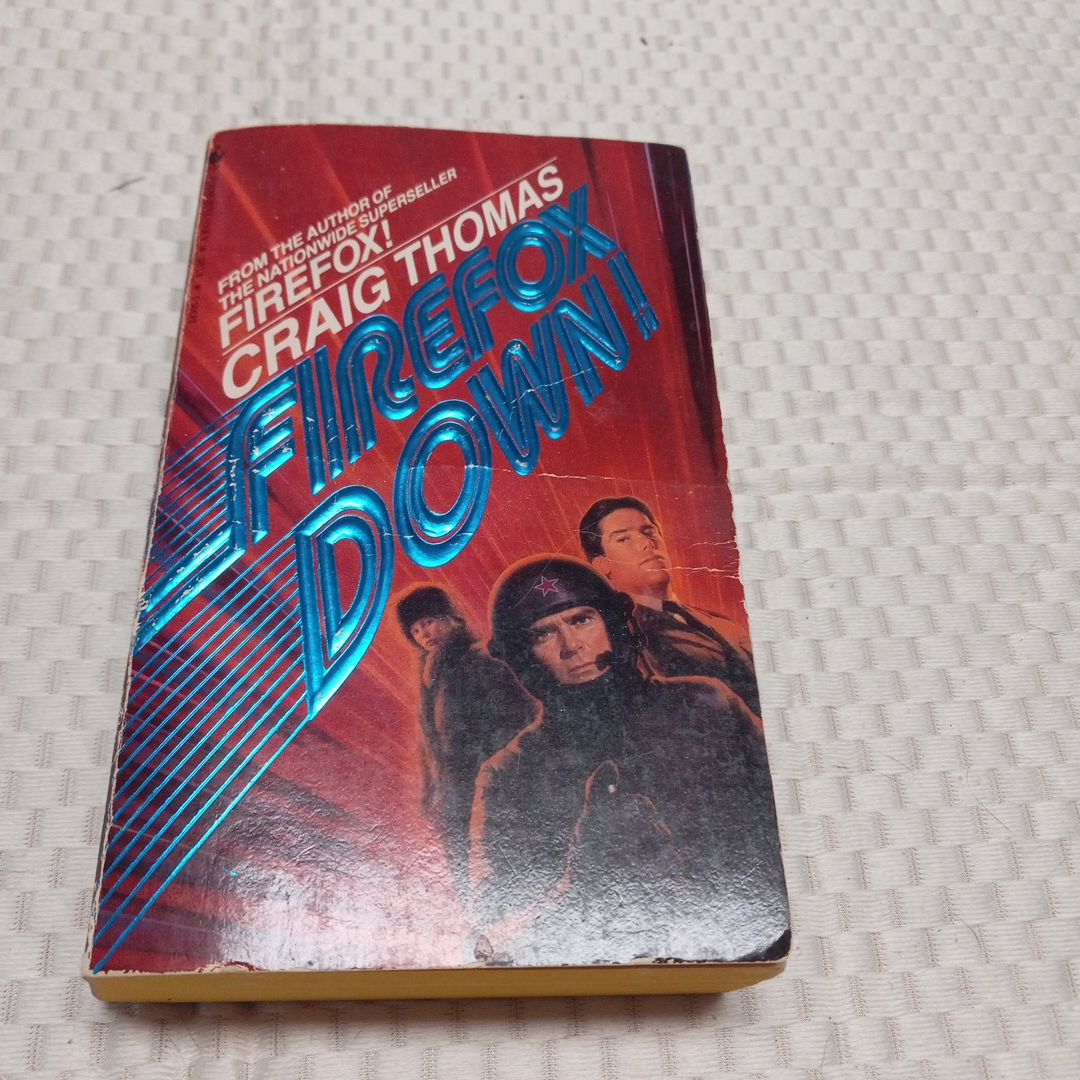 FROM THE AUTHOR OF
THE NATIONWIDE SUPERSELLER
FIREFOX!
CRAIG THOMAS
FIREFOX
DOWN!